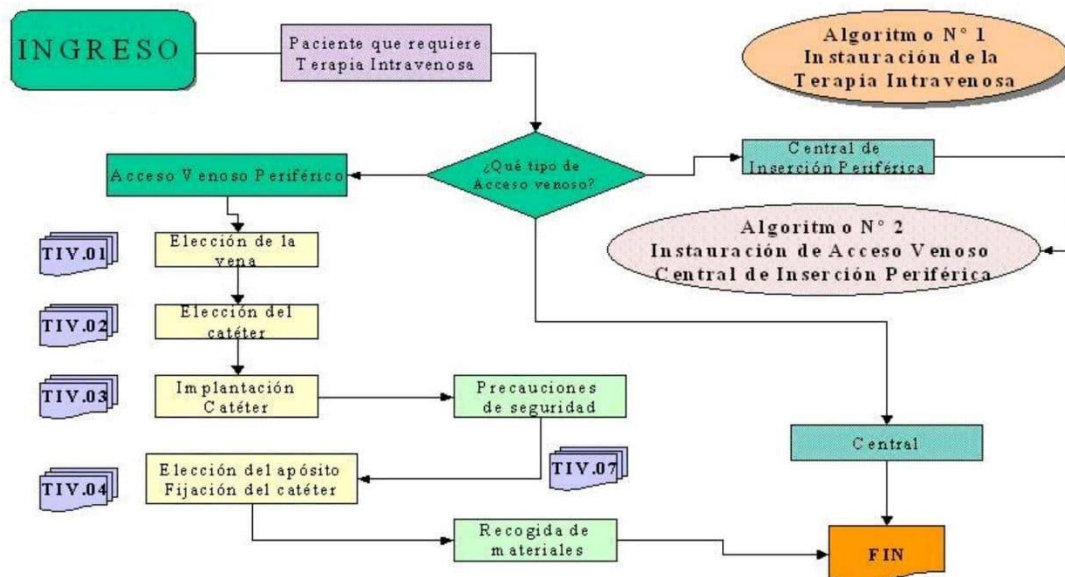 INGRESO
Paciente que requiere
Terapia Intravenosa
Algoritmo N° 1
Instauración de la
Terapia Intravenosa
¿Qué tipo de
Acceso venoso?
Central de
Inserción Periférica
Acceso Venoso Periférico
Algoritmo N° 2
Instauración de Acceso Venoso
Central de Inserción Periférica
TIV.01
Elección de la
vena
TIV.02
Elección del
catéter
TIV.03
Implantación
Catéter
Precauciones
de seguridad
Central
TIV.04
Elección del apósito
Fijación del catéter
TIV.07
Recogida de
materiales
FIN